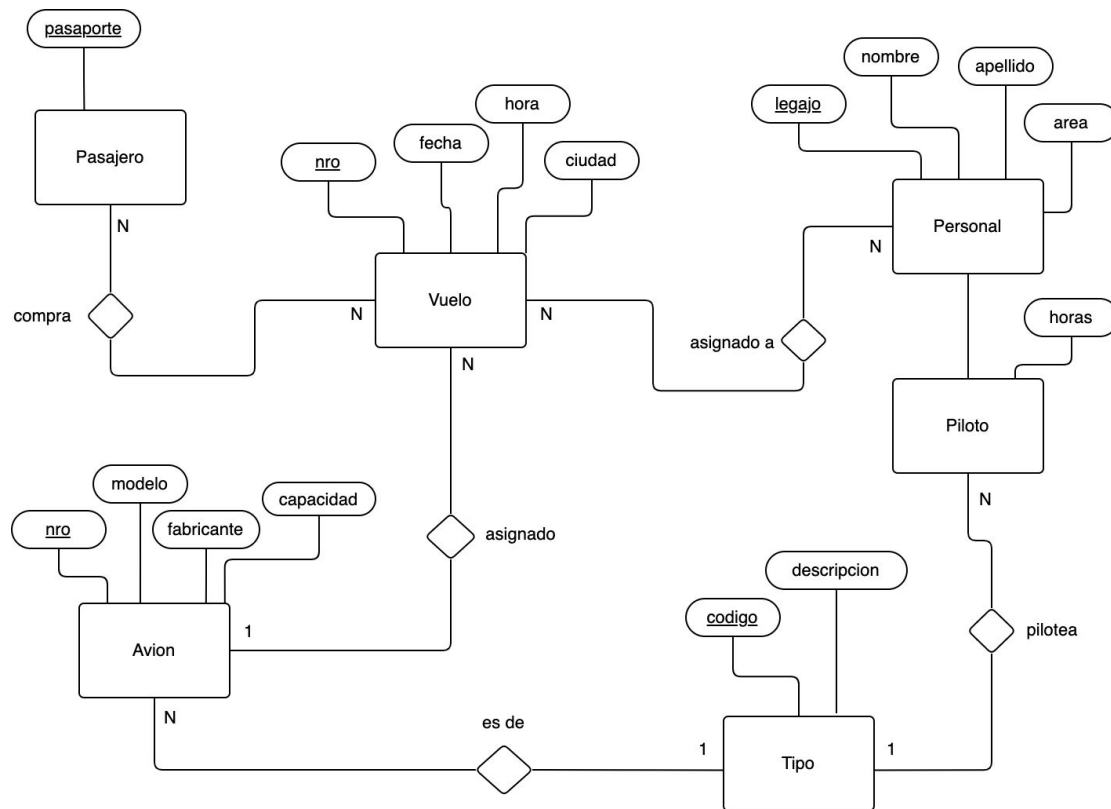 pasaporte
Pasajero
N
compra
nro
fecha
hora
ciudad
Vuelo
N
N
N
legajo
nombre
apellido
area
Personal
N
asignado a
horas
Piloto
N
pilotea
nro
modelo
fabricante
capacidad
Avion
1
N
asignado
es de
codigo
descripcion
Tipo
1
1